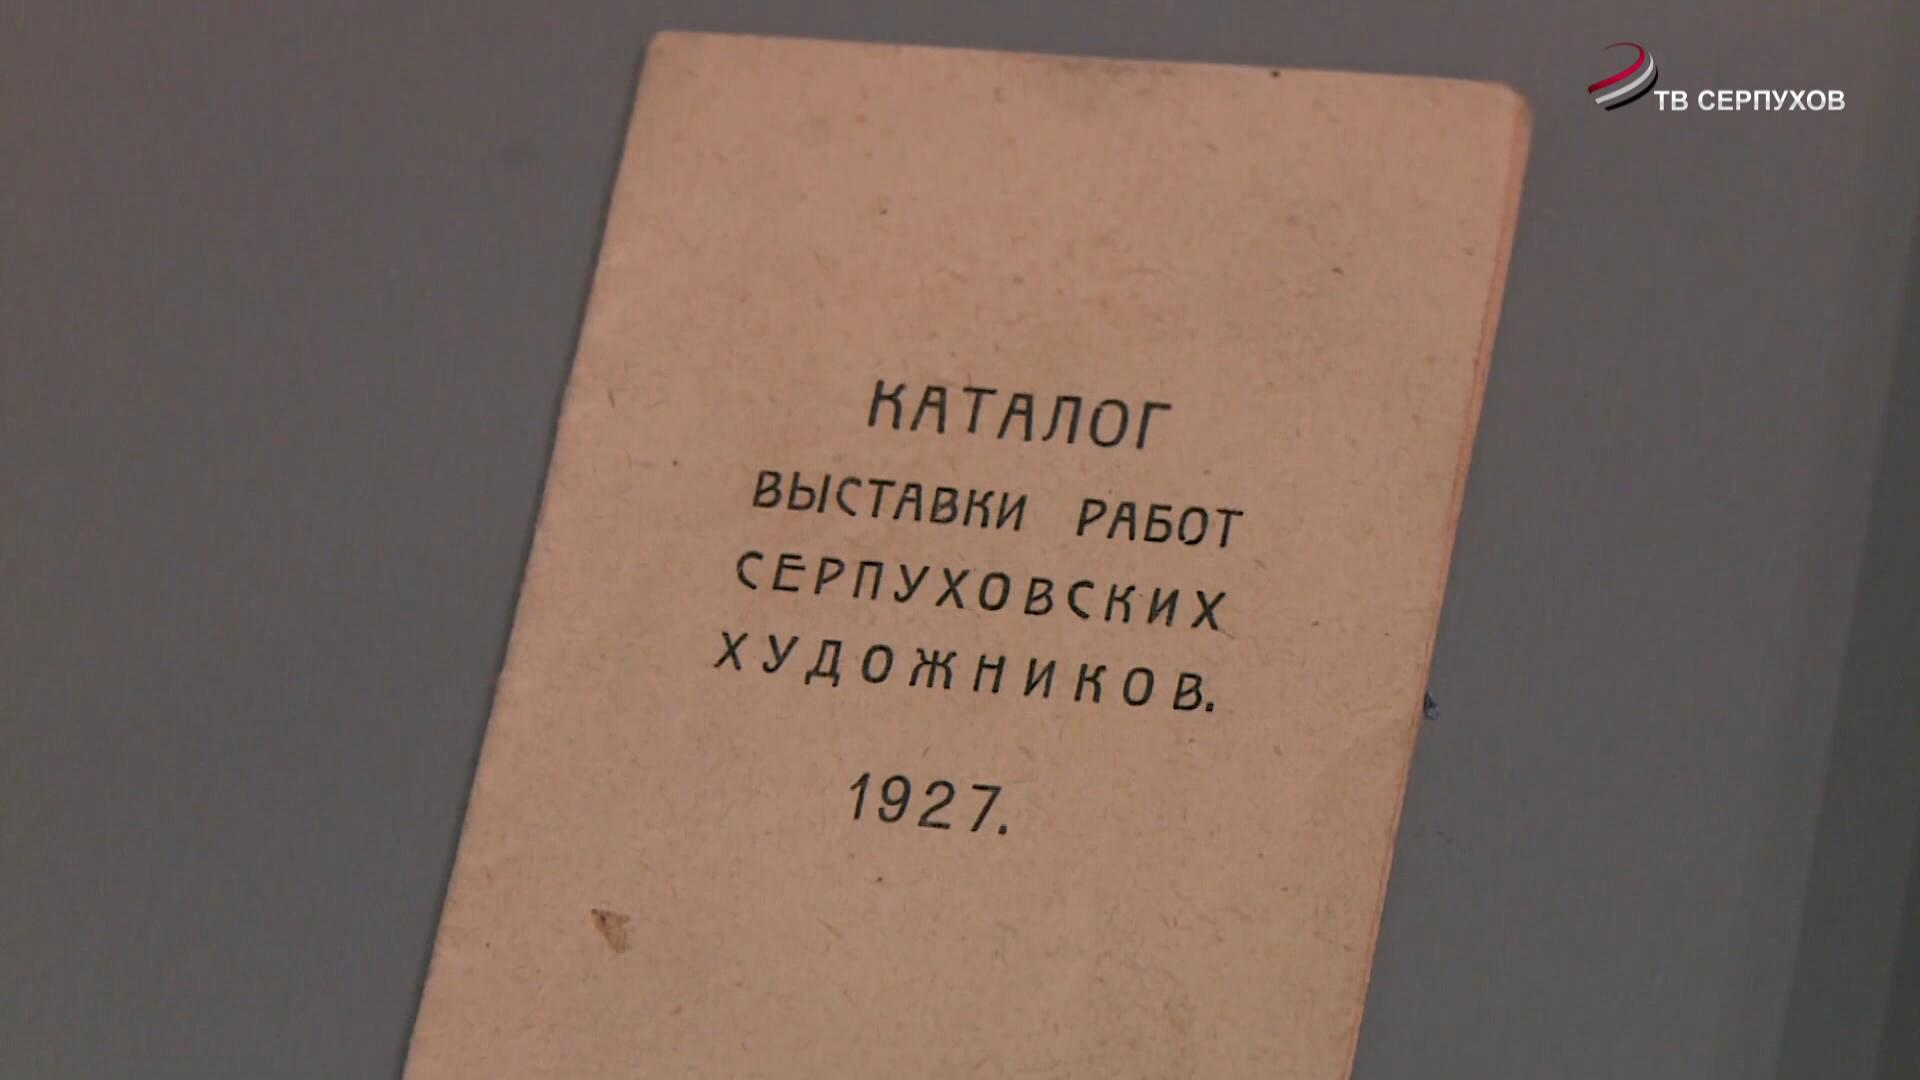 ТВ СЕРПУХОВ
КАТАЛОГ
ВЫСТАВКИ РАБОТ
СЕРПУХОВСКИХ
ХУДОЖНИКОВ.
1927.